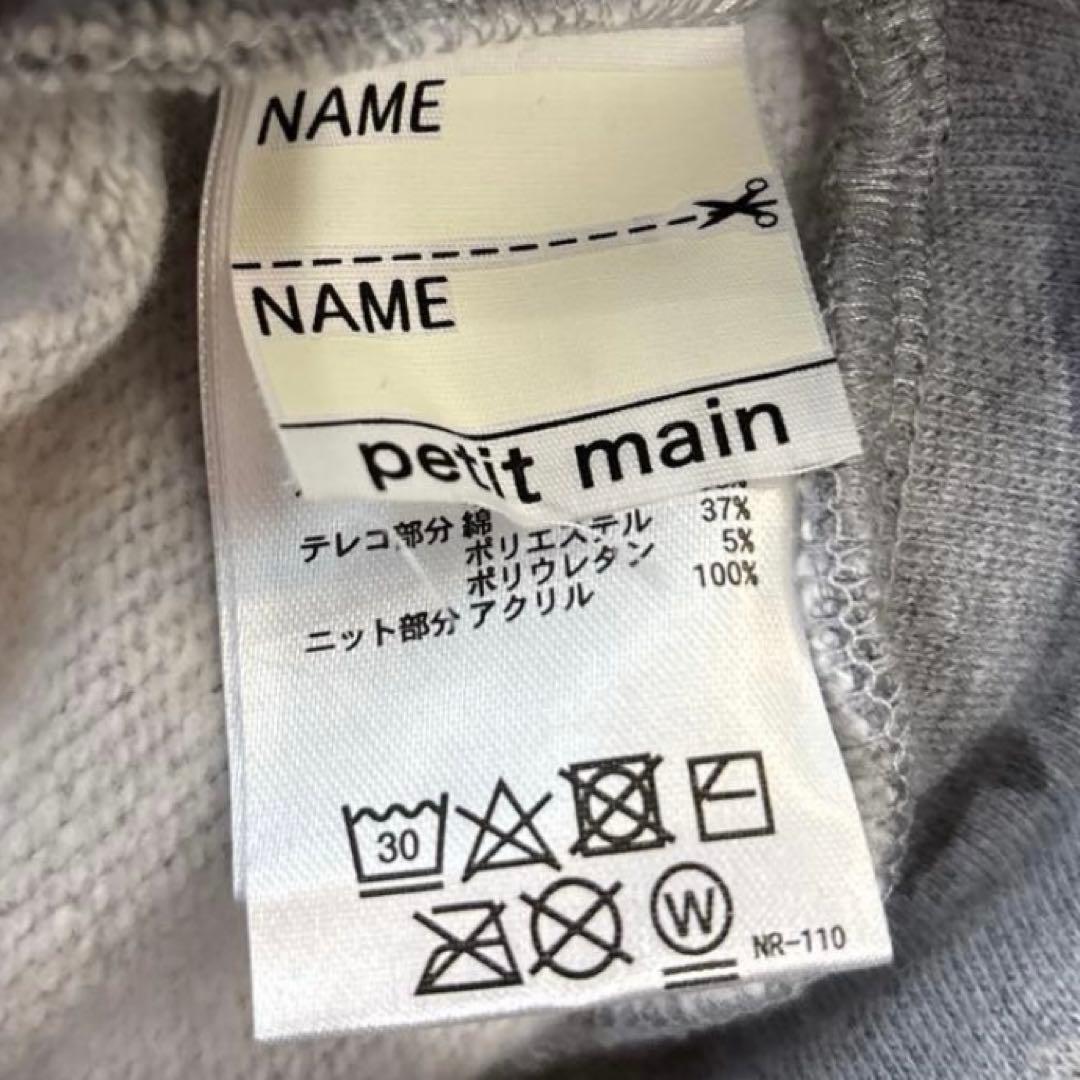 NAME
NAME
petit main
テレコ部分 綿
ポリエステル 37%
ポリウレタン 5%
ニット部分 アクリル 100%
30
W
NR-110